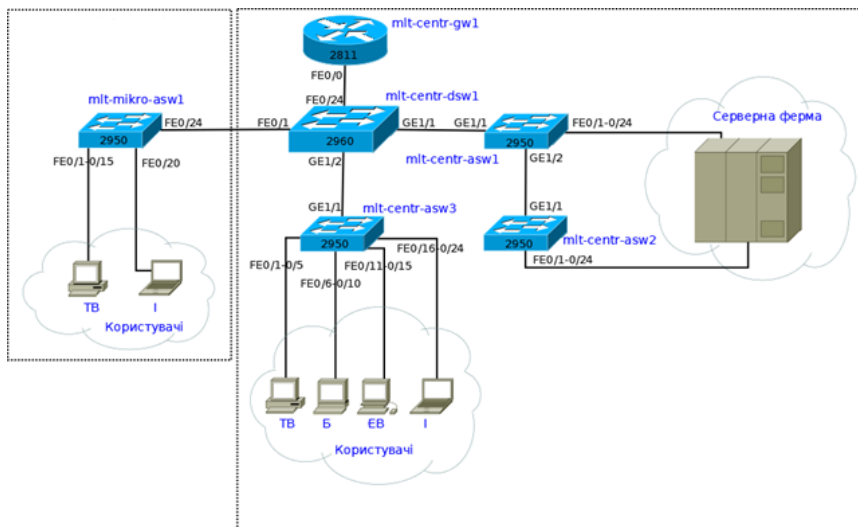 mlt-centr-gw1
2811
FE0/0
FE0/24
mlt-centr-dsw1
mlt-mikro-asw1
FE0/24
FE0/1
2950
2960
GE1/1
GE1/1
2950
FE0/1-0/24
Серверна ферма
FE0/1-0/15
FE0/20
GE1/2
mlt-centr-asw1
GE1/2
GE1/1
mlt-centr-asw3
GE1/1
2950
FE0/16-0/24
2950
mlt-centr-asw2
FE0/1-0/5
FE0/11-0/15
FE0/1-0/24
FE0/6-0/10
ТВ
І
Користувачі
ТВ
Б
ЕВ
І
Користувачі